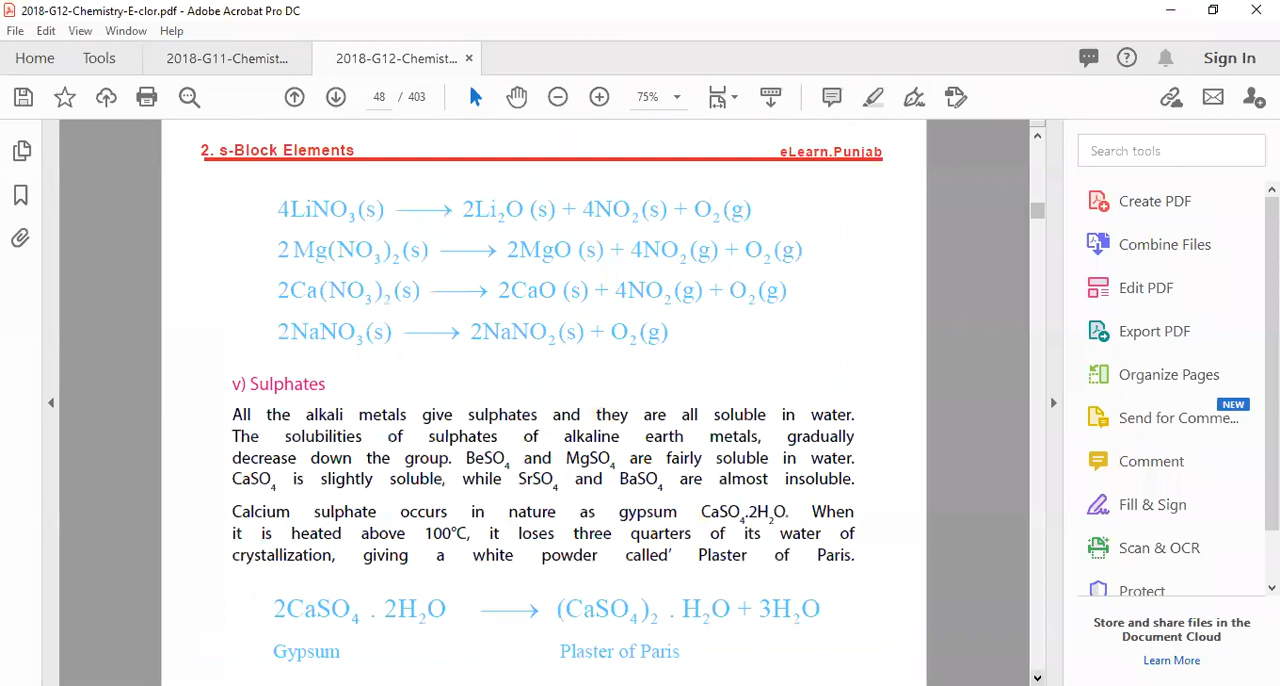 2018-G12-Chemistry-E-clor.pdf - Adobe Acrobat Pro DC
File Edit View Window Help
Home Tools 2018-G11-Chemist... 2018-G12-Chemist... × Sign In
48 / 403 75%
2. s-Block Elements eLearn.Punjab
4LiNO₃(s) ⟶ 2Li₂O (s) + 4NO₂(s) + O₂(g)
2Mg(NO₃)₂(s) ⟶ 2MgO (s) + 4NO₂(g) + O₂(g)
2Ca(NO₃)₂(s) ⟶ 2CaO (s) + 4NO₂(g) + O₂(g)
2NaNO₃(s) ⟶ 2NaNO₂(s) + O₂(g)
v) Sulphates
All the alkali metals give sulphates and they are all soluble in water.
The solubilities of sulphates of alkaline earth metals, gradually
decrease down the group. BeSO₄ and MgSO₄ are fairly soluble in water.
CaSO₄ is slightly soluble, while SrSO₄ and BaSO₄ are almost insoluble.
Calcium sulphate occurs in nature as gypsum CaSO₄.2H₂O. When
it is heated above 100°C, it loses three quarters of its water of
crystallization, giving a white powder called’ Plaster of Paris.
2CaSO₄ . 2H₂O ⟶ (CaSO₄)₂ . H₂O + 3H₂O
Gypsum Plaster of Paris
Search tools
Create PDF
Combine Files
Edit PDF
Export PDF
Organize Pages
NEW
Send for Comme...
Comment
Fill & Sign
Scan & OCR
Protect
Store and share files in the
Document Cloud
Learn More